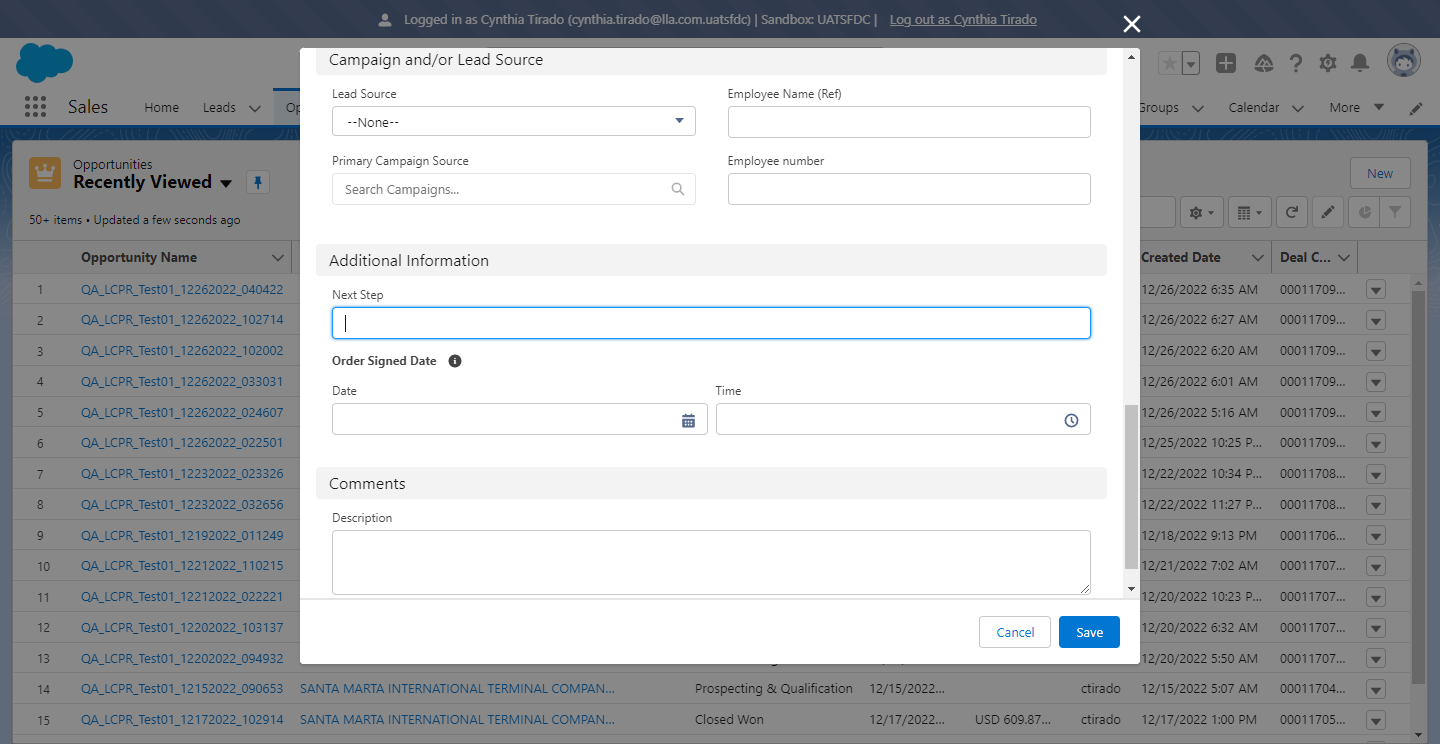 Logged in as Cynthia Tirado (cynthia.tirado@lla.com.uatsfdc) | Sandbox: UATSFDC | Log out as Cynthia Tirado
Sales Home Leads Op Groups Calendar More
Opportunities
Recently Viewed
New
50+ items • Updated a few seconds ago
Campaign and/or Lead Source
Lead Source Employee Name (Ref)
--None--
Primary Campaign Source Employee number
Search Campaigns...
Additional Information
Next Step
Order Signed Date
Date Time
Comments
Description
Cancel Save
Opportunity Name Created Date Deal C...
1 QA_LCPR_Test01_12262022_040422 12/26/2022 6:35 AM 00011709...
2 QA_LCPR_Test01_12262022_102714 12/26/2022 6:27 AM 00011709...
3 QA_LCPR_Test01_12262022_102002 12/26/2022 6:20 AM 00011709...
4 QA_LCPR_Test01_12262022_033031 12/26/2022 6:01 AM 00011709...
5 QA_LCPR_Test01_12262022_024607 12/26/2022 5:16 AM 00011709...
6 QA_LCPR_Test01_12262022_022501 12/25/2022 10:25 P... 00011709...
7 QA_LCPR_Test01_12232022_023326 12/22/2022 10:34 P... 00011708...
8 QA_LCPR_Test01_12232022_032656 12/22/2022 11:27 P... 00011708...
9 QA_LCPR_Test01_12192022_011249 12/18/2022 9:13 PM 00011706...
10 QA_LCPR_Test01_12212022_110215 12/21/2022 7:02 AM 00011707...
11 QA_LCPR_Test01_12212022_022221 12/20/2022 10:23 P... 00011707...
12 QA_LCPR_Test01_12202022_103137 12/20/2022 6:32 AM 00011707...
13 QA_LCPR_Test01_12202022_094932 12/20/2022 5:50 AM 00011707...
14 QA_LCPR_Test01_12152022_090653 SANTA MARTA INTERNATIONAL TERMINAL COMPAN... Prospecting & Qualification 12/15/2022... ctirado 12/15/2022 5:07 AM 00011704...
15 QA_LCPR_Test01_12172022_102914 SANTA MARTA INTERNATIONAL TERMINAL COMPAN... Closed Won 12/17/2022... USD 609.87... ctirado 12/17/2022 1:00 PM 00011705...